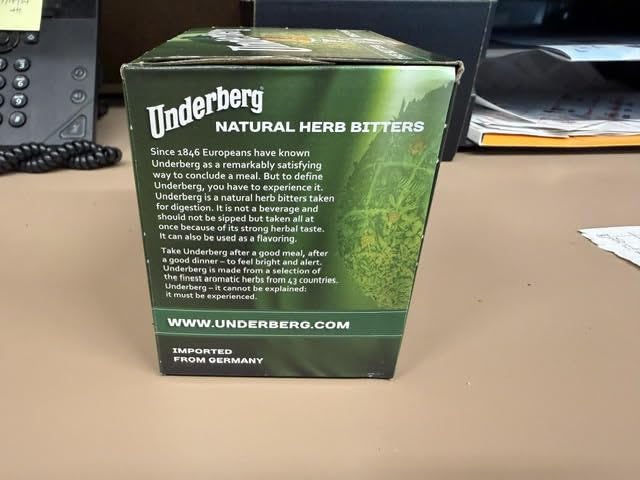 Underberg
NATURAL HERB BITTERS
Since 1846 Europeans have known
Underberg as a remarkably satisfying
way to conclude a meal. But to define
Underberg, you have to experience it.
Underberg is a natural herb bitters taken
for digestion. It is not a beverage and
should not be sipped but taken all at
once because of its strong herbal taste.
It can also be used as a flavoring.
Take Underberg after a good meal, after
a good dinner – to feel bright and alert.
Underberg is made from a selection of
the finest aromatic herbs from 43 countries.
Underberg – it cannot be explained:
it must be experienced.
WWW.UNDERBERG.COM
IMPORTED
FROM GERMANY